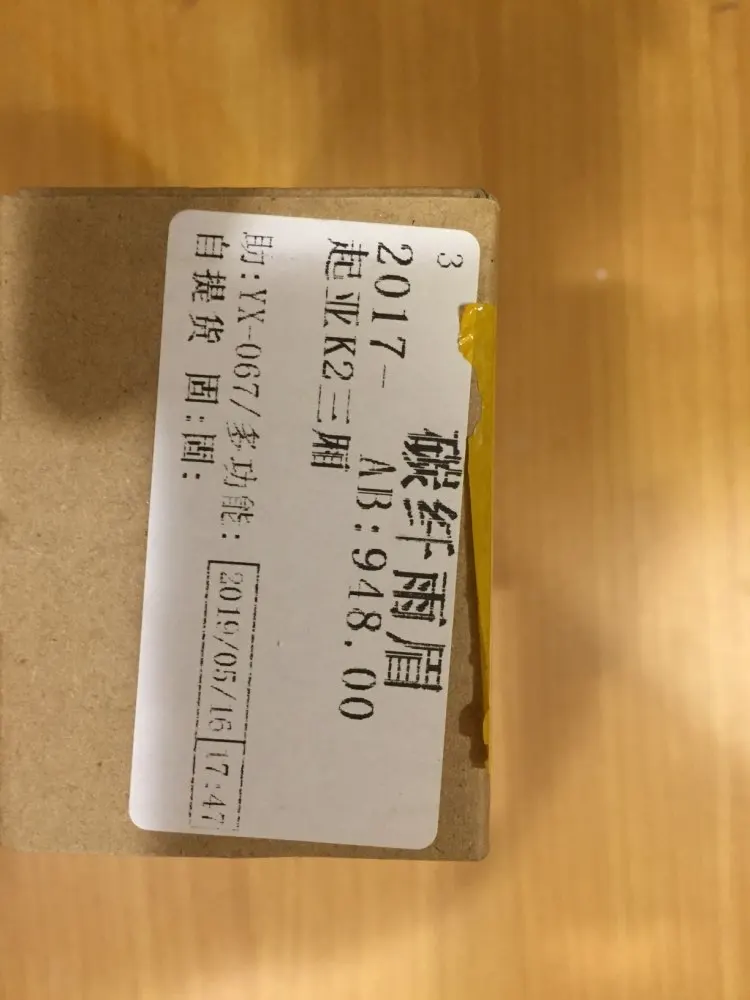 3
碳纤雨眉
2017- AB:948.00
起亚K2三厢
助:YX-067/多功能: 2019/05/16 17:47
自提货 固:固: